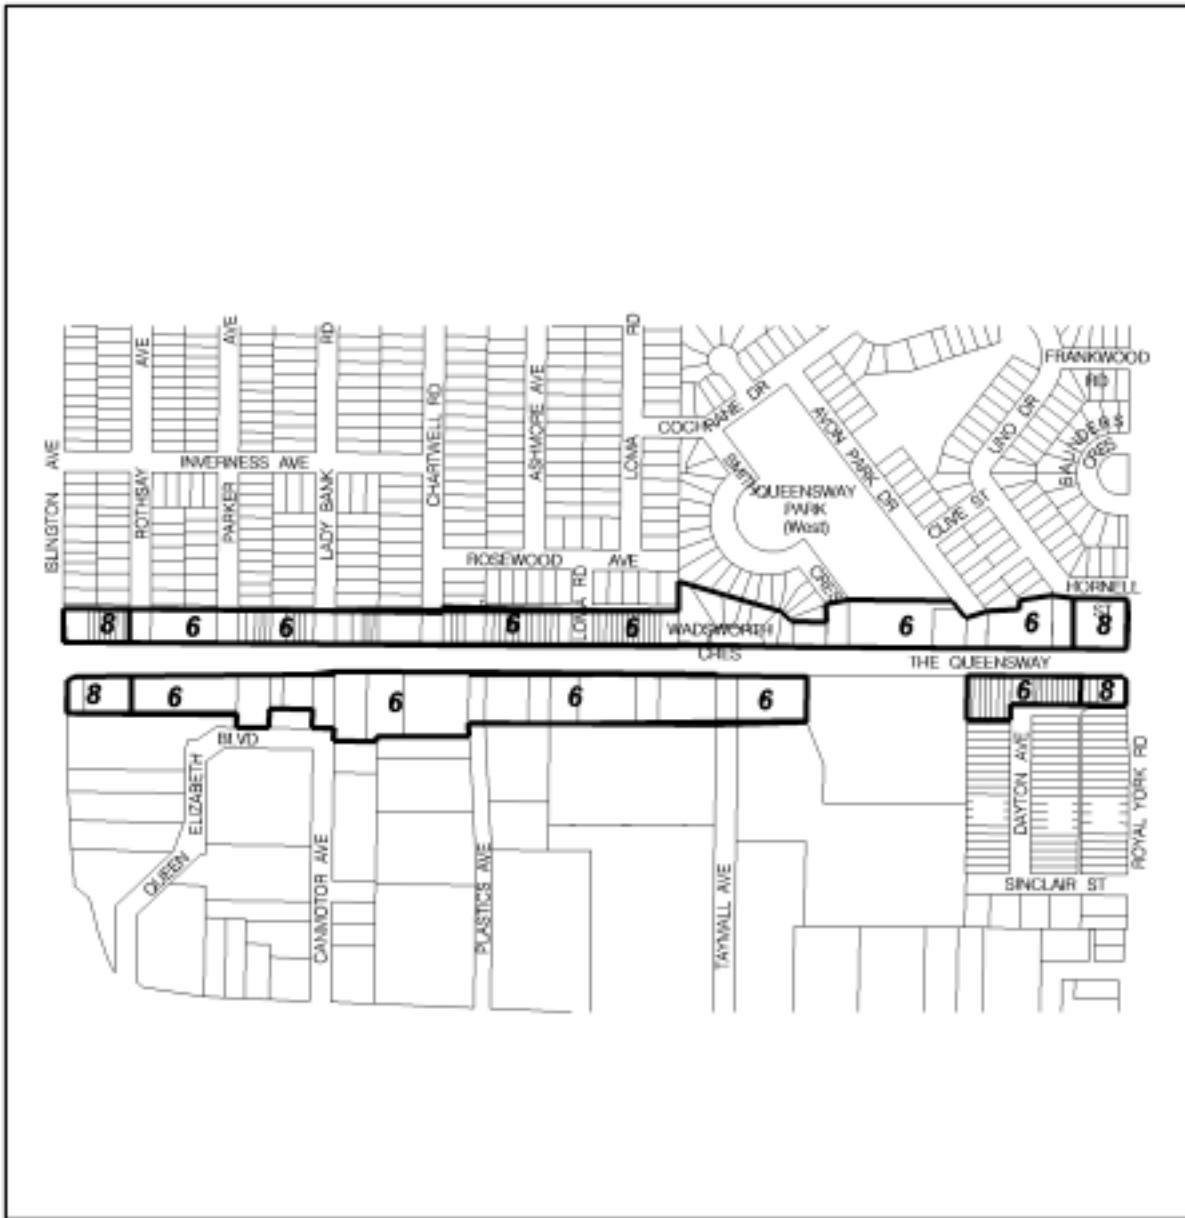 AVE
AVE
RD
RD
FRANKWOOD
RD
COCHRANE DR
AVON PARK DR
UNO DR
SAUNDERS
CRES
ISLINGTON AVE
ROTHSAY
INVERNESS AVE
PARKER
LADY BANK
CHARTWELL RD
ASHMORE AVE
LOMA
SMITH
QUEENSWAY
PARK
(West)
CLIVE ST
ROSEWOOD AVE
CRES
HORNELL
ST
8
6
6
6
LOMA RD
6
WADSWORTH
CRES
6
6
8
THE QUEENSWAY
8
6
6
6
6
6
8
BLVD
ELIZABETH
QUEEN
CANMOTOR AVE
PLASTICS AVE
TAYMALL AVE
DAYTON AVE
ROYAL YORK RD
SINCLAIR ST